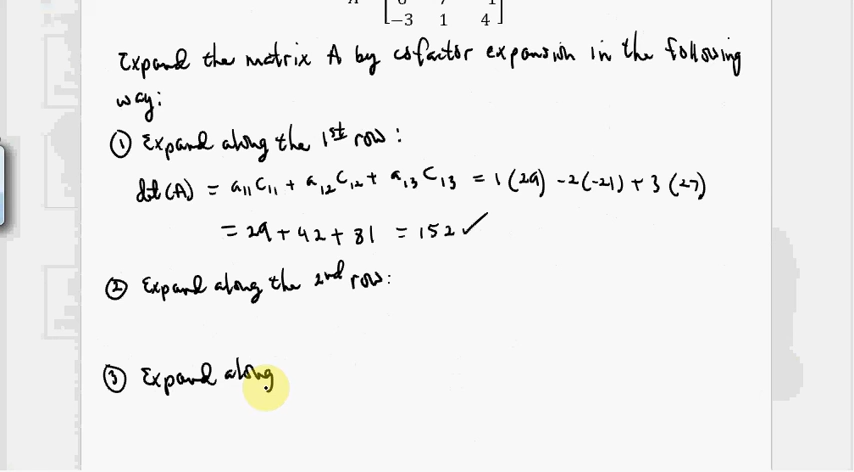 -3 1 4
Expand the matrix A by cofactor expansion in the following
way:
① Expand along the 1st row:
det(A) = a₁₁C₁₁ + a₁₂C₁₂ + a₁₃C₁₃ = 1(29) -2(-21) + 3(27)
= 29 + 42 + 81 = 152 ✓
② Expand along the 2nd row:
③ Expand along